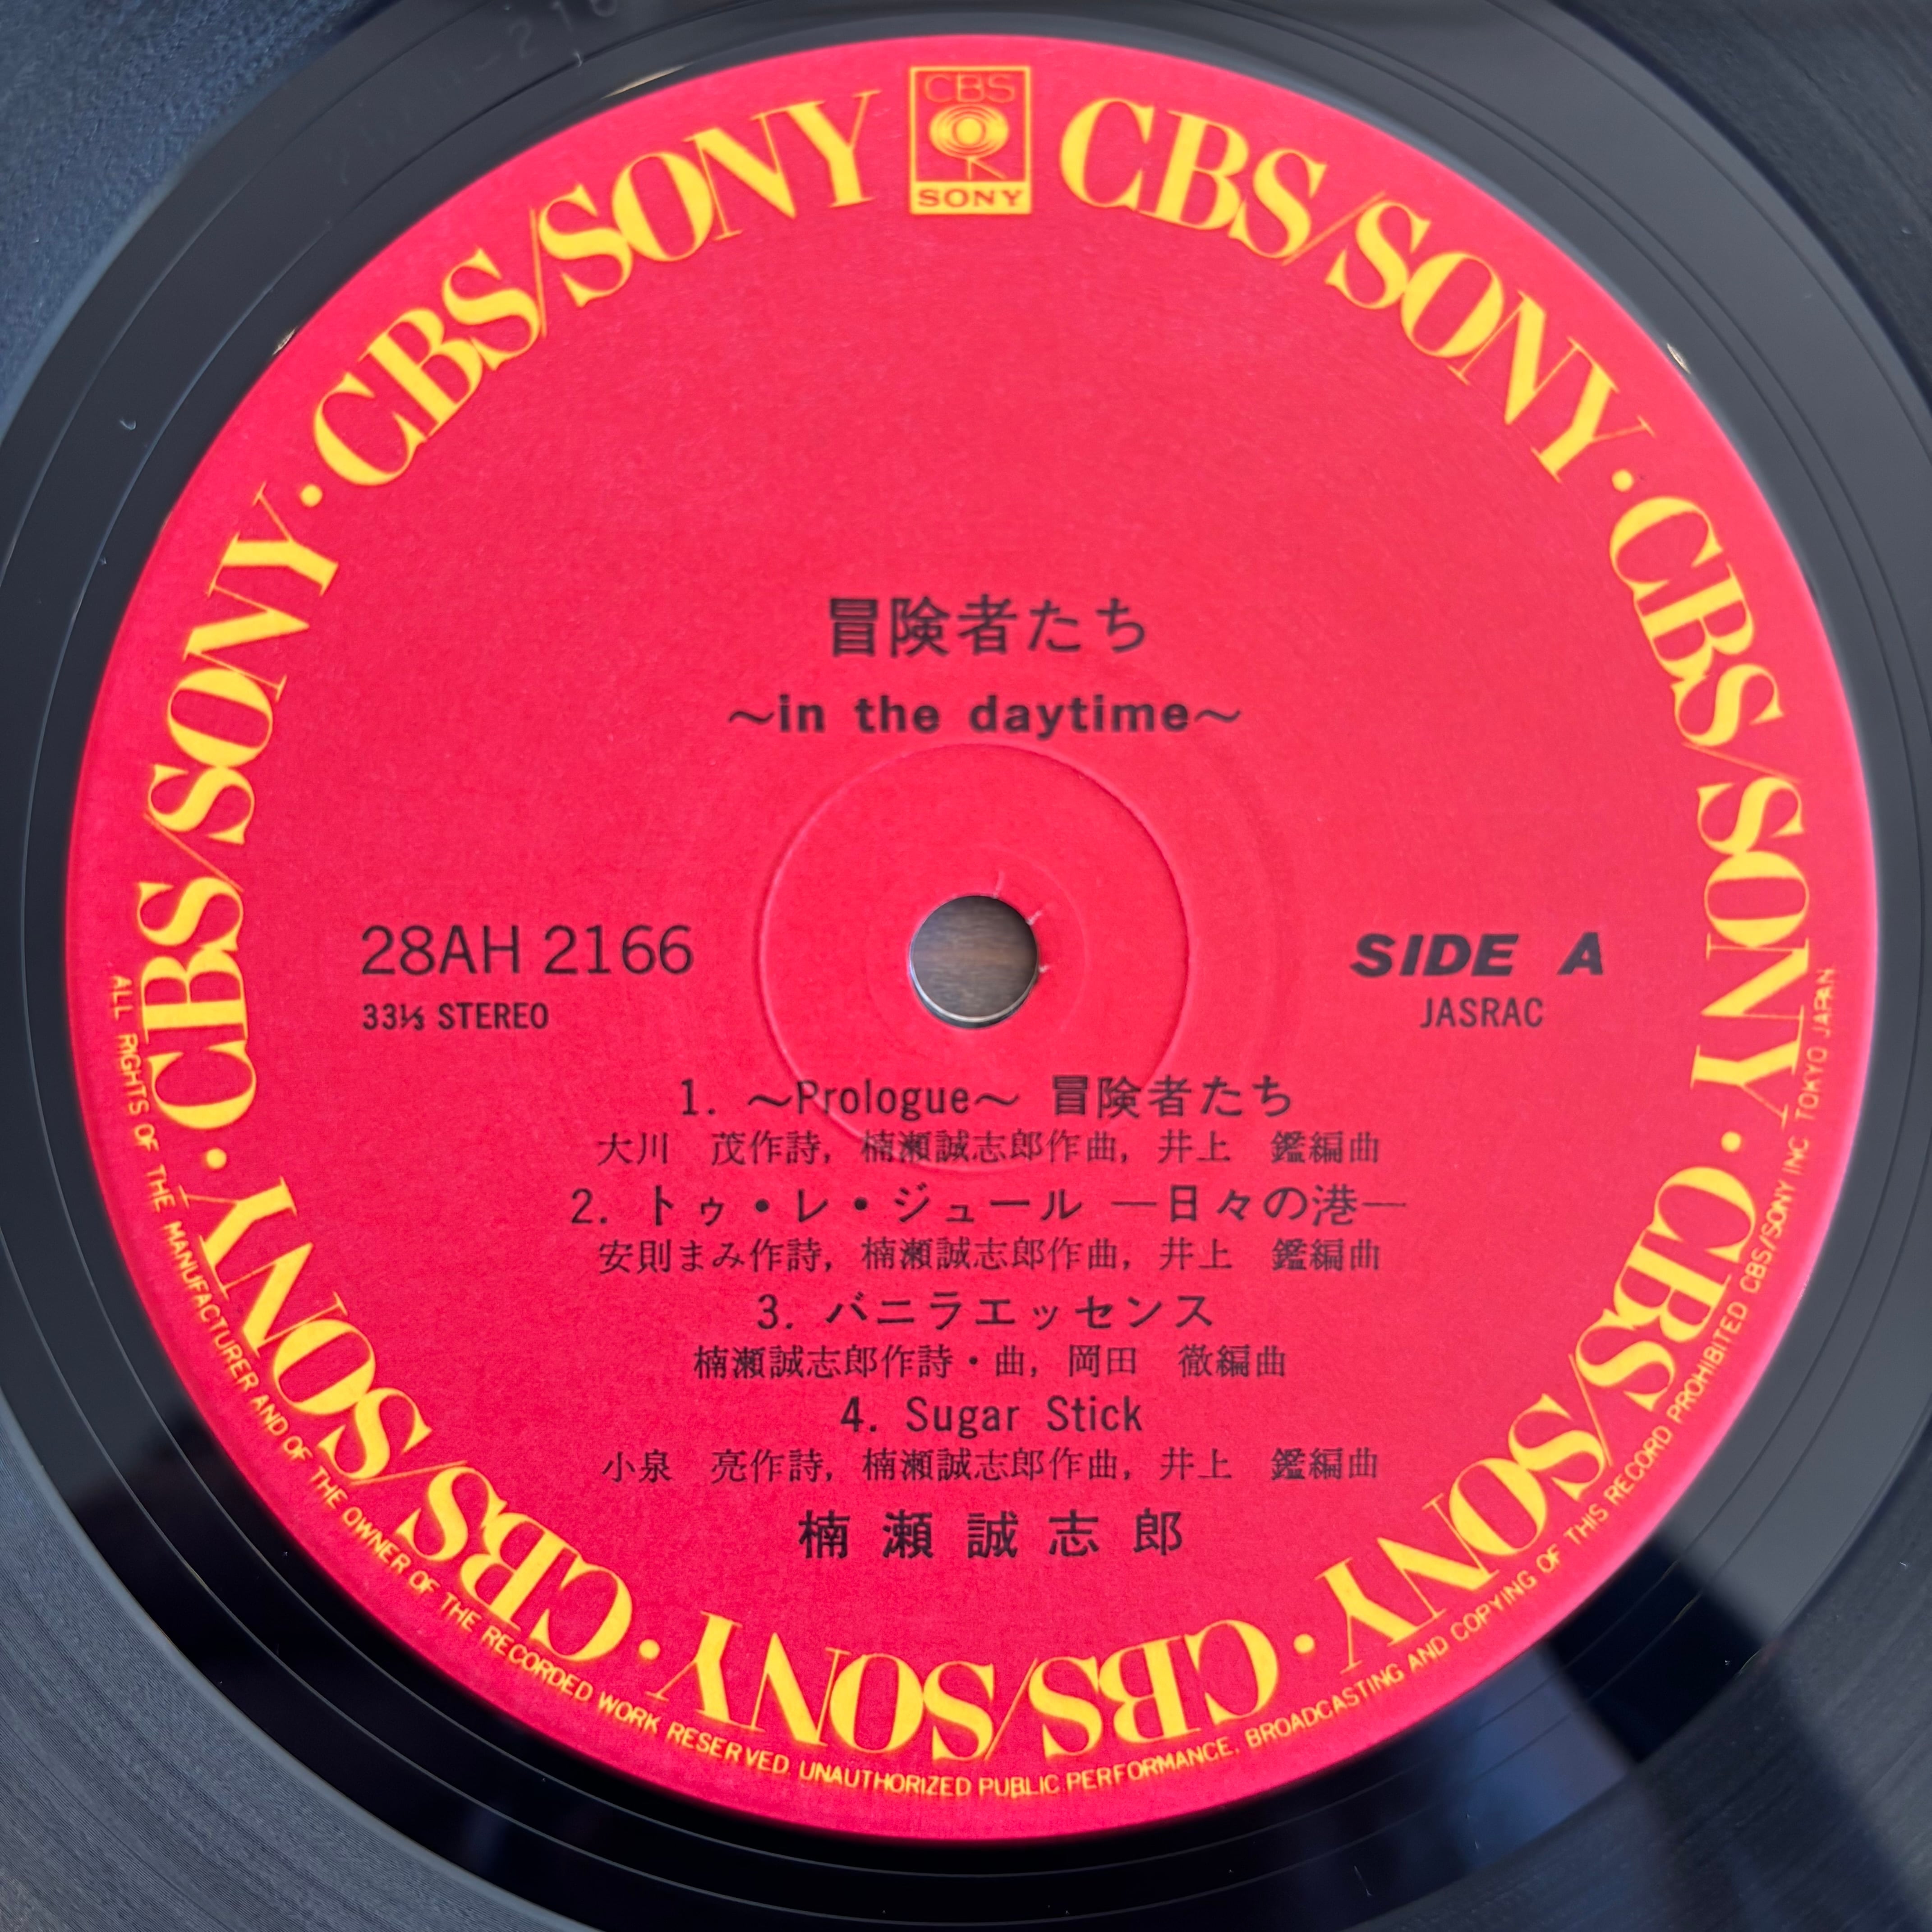 CBS
SONY
CBS/SONY · CBS/SONY · CBS/SONY · CBS/SONY · CBS/SONY · CBS/SONY · CBS/SONY
冒険者たち
〜in the daytime〜
28AH 2166
33⅓ STEREO
SIDE A
JASRAC
1. 〜Prologue〜 冒険者たち
大川　茂作詩, 楠瀬誠志郎作曲, 井上　鑑編曲
2. トゥ・レ・ジュール ―日々の港―
安則まみ作詩, 楠瀬誠志郎作曲, 井上　鑑編曲
3. バニラエッセンス
楠瀬誠志郎作詩・曲, 岡田　徹編曲
4. Sugar Stick
小泉　亮作詩, 楠瀬誠志郎作曲, 井上　鑑編曲
楠瀬誠志郎
ALL RIGHTS OF THE MANUFACTURER AND OF THE OWNER OF THE RECORDED WORK RESERVED. UNAUTHORIZED PUBLIC PERFORMANCE, BROADCASTING AND COPYING OF THIS RECORD PROHIBITED CBS/SONY INC TOKYO JAPAN